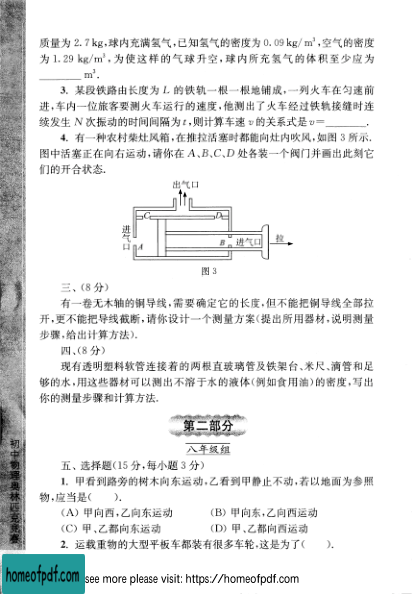 质量为 2.7 kg,球内充满氢气,已知氢气的密度为 0.09 kg/m³,空气的密度
为 1.29 kg/m³,为使这样的气球升空,球内所充氢气的体积至少应为
________ m³.
3. 某段铁路由长度为 L 的铁轨一根一根地铺成,一列火车在匀速前
进,车内一位旅客要测火车运行的速度,他测出了火车经过铁轨接缝时连
续发生 N 次振动的时间间隔为 t,则计算车速 v 的关系式是 v=________.
4. 有一种农村柴灶风箱,在推拉活塞时都能向灶内吹风,如图 3 所示.
图中活塞正在向右运动,请你在 A、B、C、D 处各装一个阀门并画出此刻它
们的开合状态.
出气口
C D
进气口 A B 进气口 拉
图 3
三、(8 分)
有一卷无木轴的铜导线,需要确定它的长度,但不能把铜导线全部拉
开,更不能把导线截断,请你设计一个测量方案(提出所用器材,说明测量
步骤,给出计算方法).
四、(8 分)
现有透明塑料软管连接着的两根直玻璃管及铁架台、米尺、滴管和足
够的水,用这些器材可以测出不溶于水的液体(例如食用油)的密度,写出
你的测量步骤和计算方法.
第二部分
八年级组
五、选择题(15 分,每小题 3 分)
1. 甲看到路旁的树木向东运动,乙看到甲静止不动,若以地面为参照
物,应当是( ).
(A) 甲向西,乙向东运动 (B) 甲向东,乙向西运动
(C) 甲、乙都向东运动 (D) 甲、乙都向西运动
2. 运载重物的大型平板车都装有很多车轮,这是为了( ).
初中物理奥林匹克竞赛
homeofpdf.com
see more please visit: https://homeofpdf.com